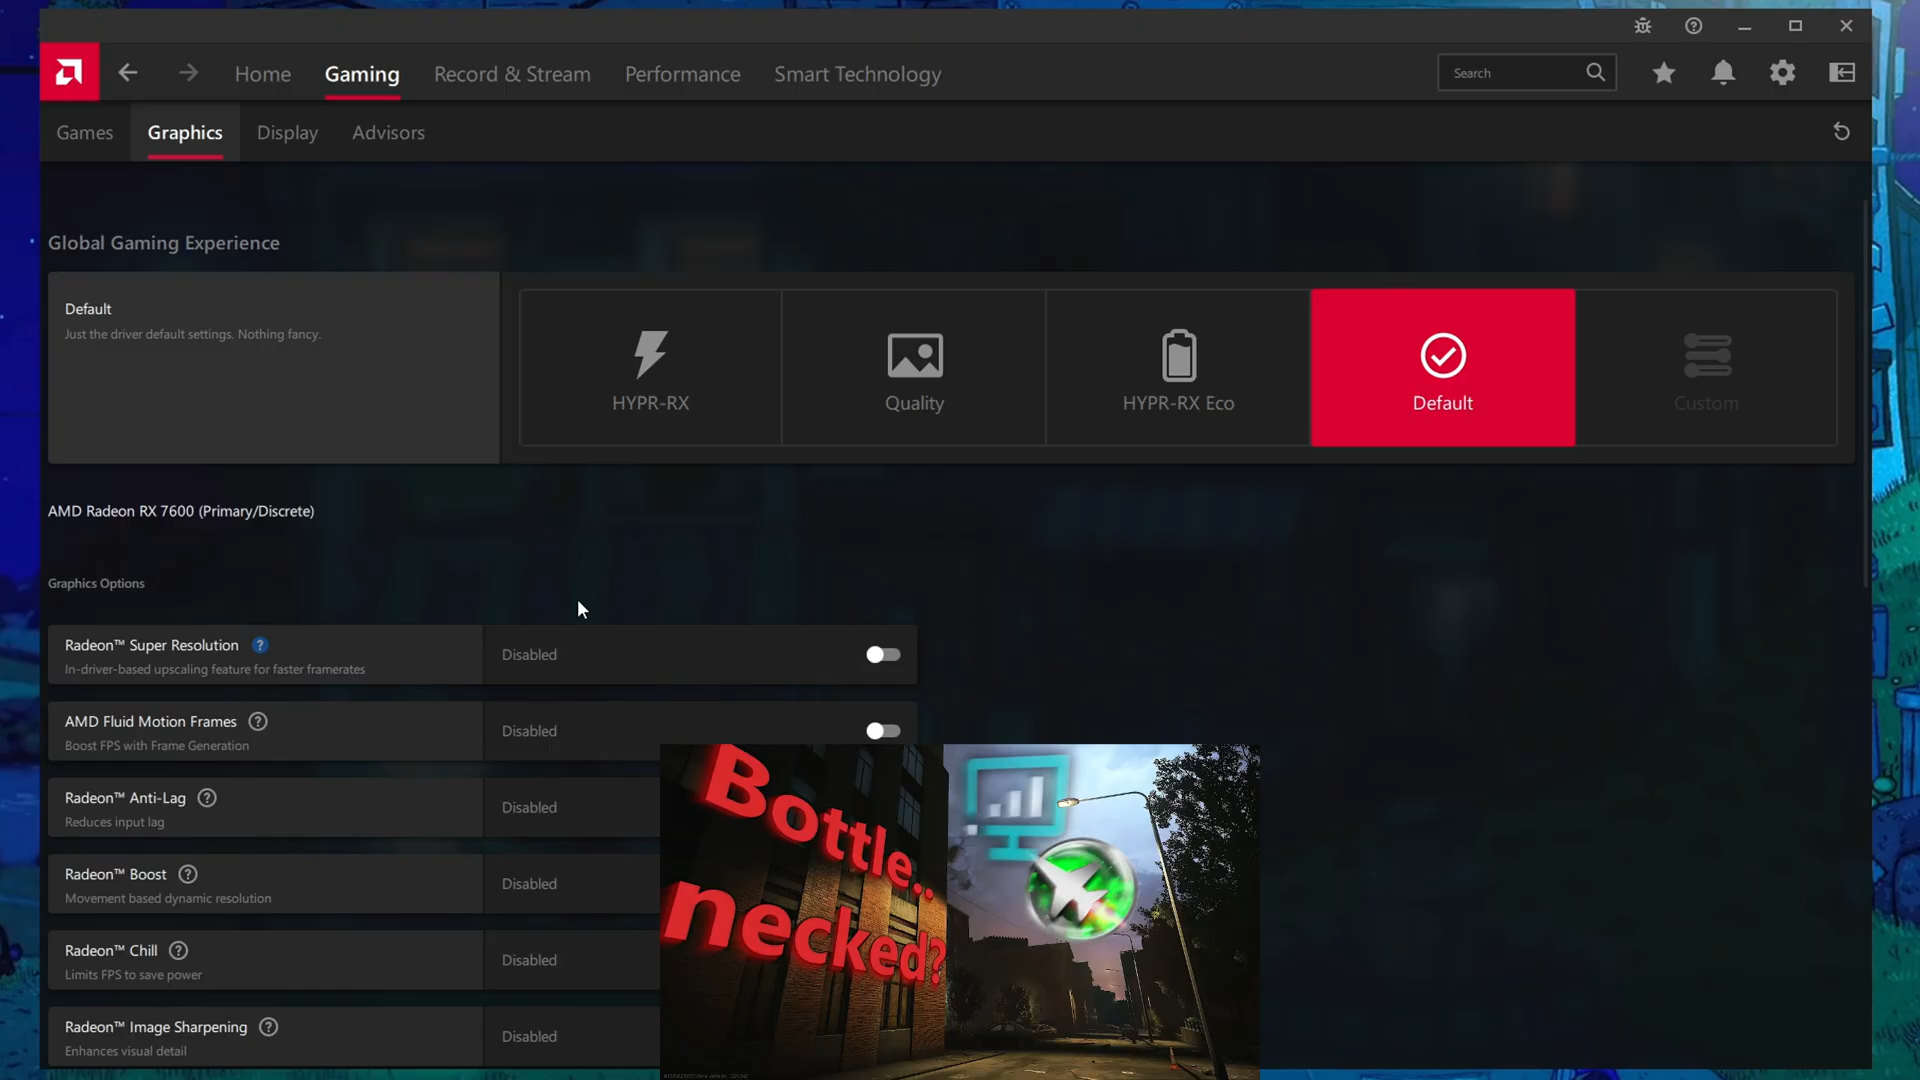 Home Gaming Record & Stream Performance Smart Technology Search
Games Graphics Display Advisors
Global Gaming Experience
Default
Just the driver default settings. Nothing fancy.
HYPR-RX Quality HYPR-RX Eco Default Custom
AMD Radeon RX 7600 (Primary/Discrete)
Graphics Options
Radeon™ Super Resolution ?
In-driver-based upscaling feature for faster framerates
Disabled
AMD Fluid Motion Frames ?
Boost FPS with Frame Generation
Disabled
Radeon™ Anti-Lag ?
Reduces input lag
Disabled
Radeon™ Boost ?
Movement based dynamic resolution
Disabled
Radeon™ Chill ?
Limits FPS to save power
Disabled
Radeon™ Image Sharpening ?
Enhances visual detail
Disabled
Bottle..
necked?